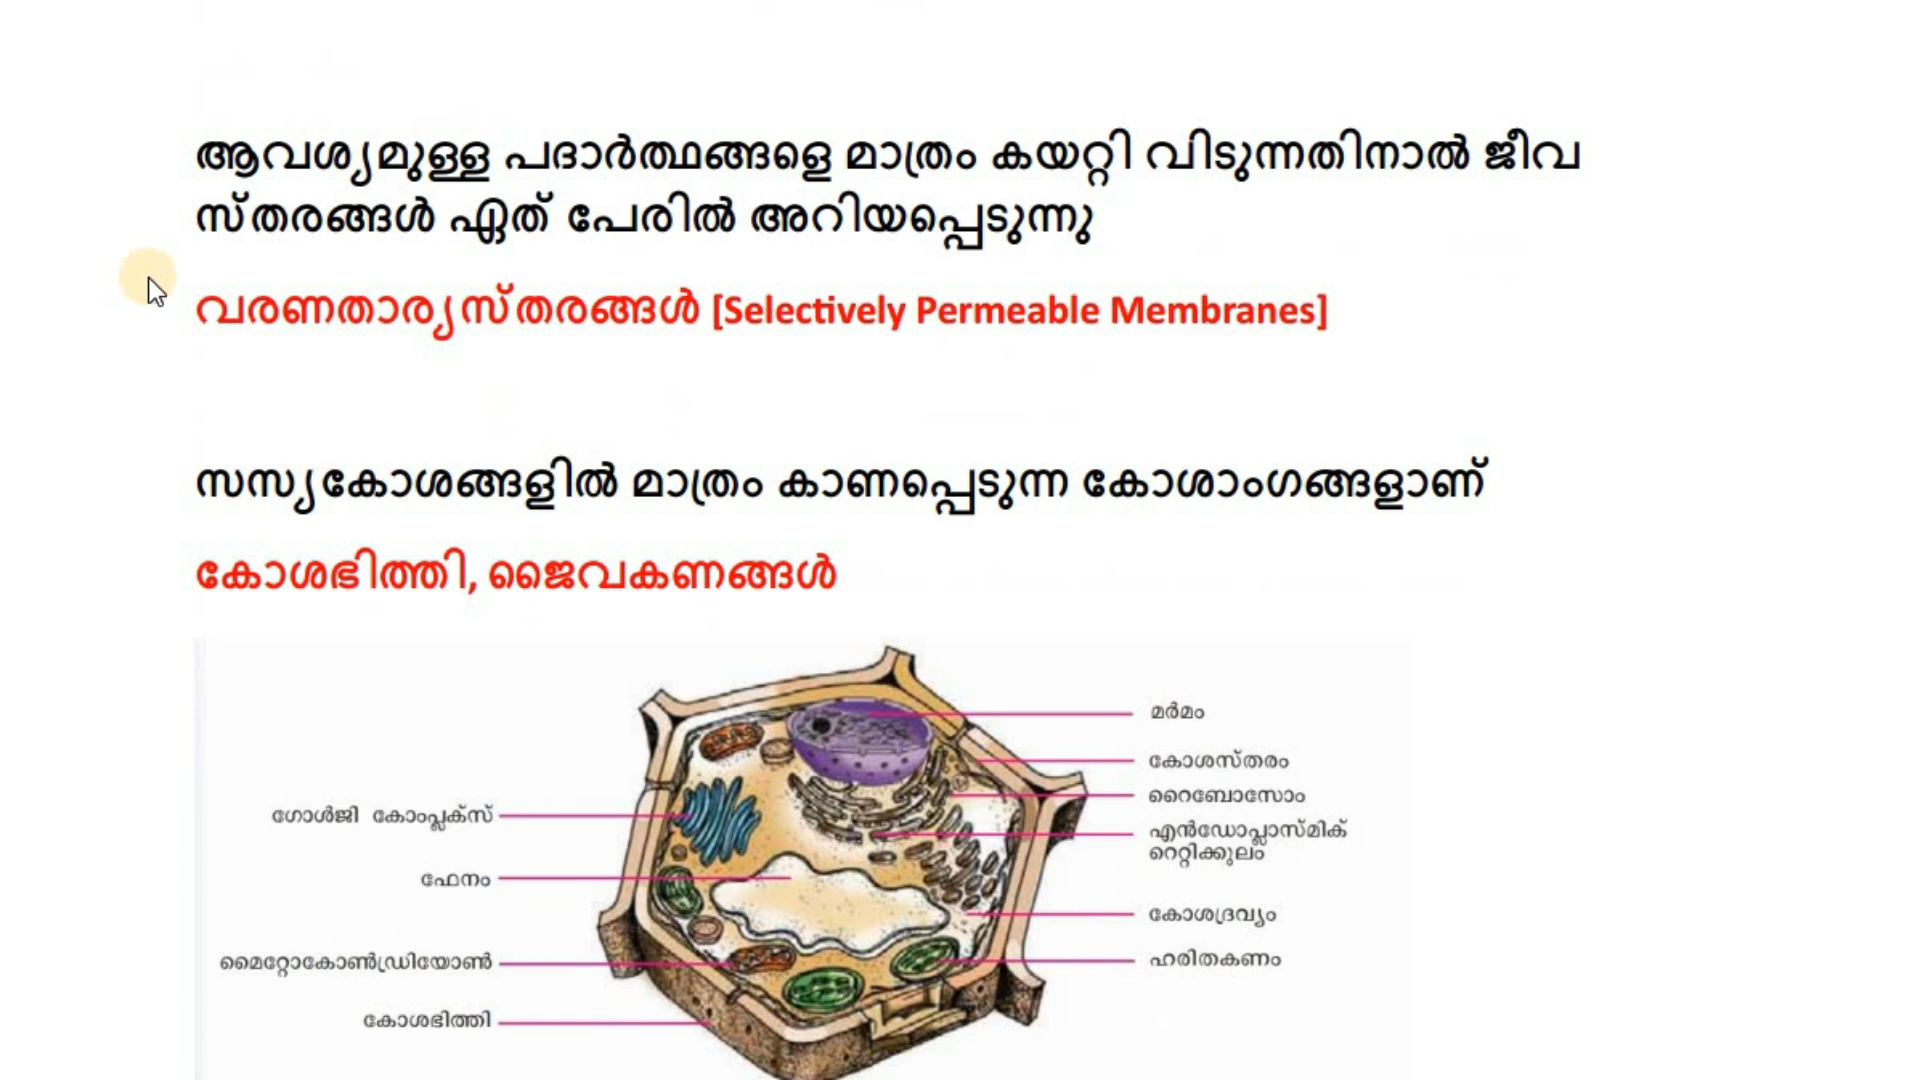 ആവശ്യമുള്ള പദാർത്ഥങ്ങളെ മാത്രം കയറ്റി വിടുന്നതിനാൽ ജീവ
സ്തരങ്ങൾ ഏത് പേരിൽ അറിയപ്പെടുന്നു
വരണതാര്യസ്തരങ്ങൾ [Selectively Permeable Membranes]
സസ്യകോശങ്ങളിൽ മാത്രം കാണപ്പെടുന്ന കോശാംഗങ്ങളാണ്
കോശഭിത്തി, ജൈവകണങ്ങൾ
മർമം
കോശസ്തരം
റൈബോസോം
എൻഡോപ്ലാസ്മിക്
റെറ്റിക്കുലം
കോശദ്രവ്യം
ഹരിതകണം
ഗോൾജി കോംപ്ലക്സ്
ഫേനം
മൈറ്റോകോൺഡ്രിയോൺ
കോശഭിത്തി